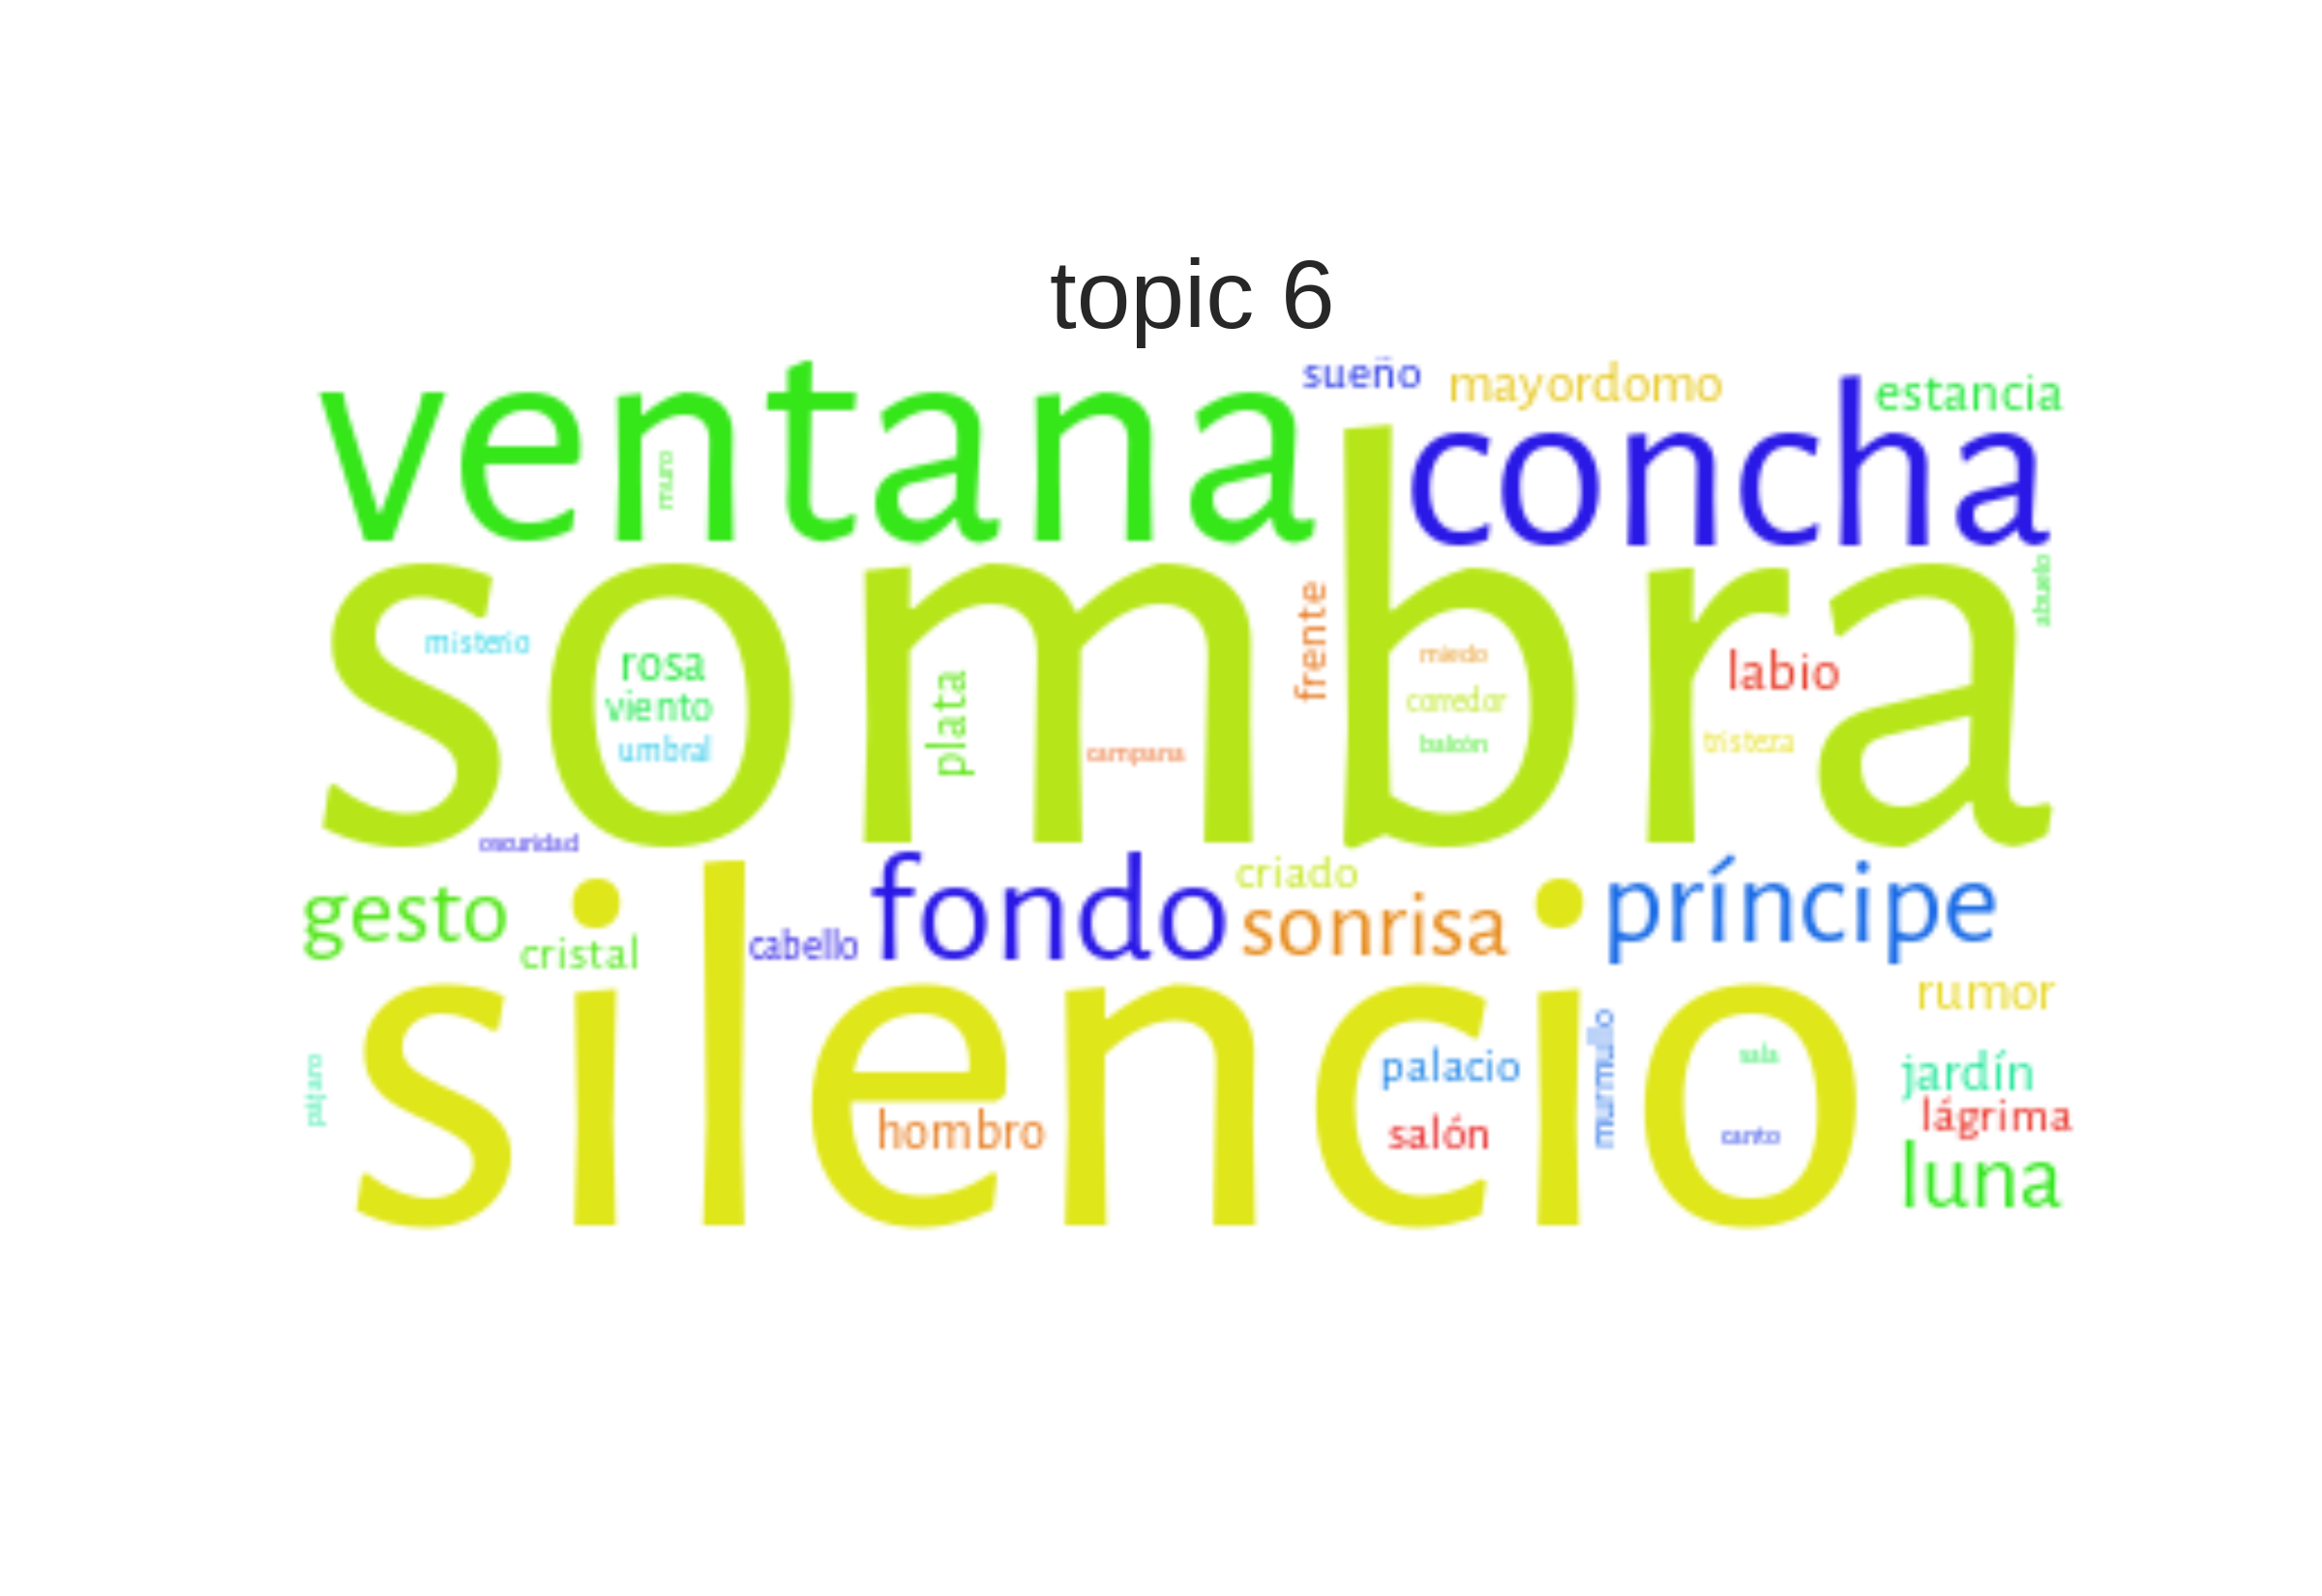 topic 6
ventana
sueño
mayordomo
estancia
concha
muro
sombra
abuelo
frente
misterio
rosa
miedo
labio
viento
plata
corredor
umbral
campana
balcón
tristeza
oscuridad
gesto
cristal
cabello
fondo
criado
sonrisa
príncipe
silencio
rumor
pájaro
palacio
murmullo
sala
jardín
hombro
salón
canto
lágrima
luna